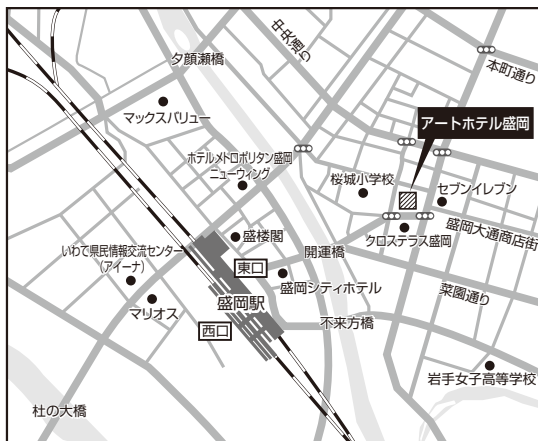 中央通り
夕顔瀬橋
本町通り
マックスバリュー
アートホテル盛岡
ホテルメトロポリタン盛岡
ニューウィング
桜城小学校
セブンイレブン
盛岡大通商店街
クロステラス盛岡
盛楼閣
開運橋
いわて県民情報交流センター
(アイーナ)
東口
盛岡シティホテル
菜園通り
盛岡駅
マリオス
西口
不来方橋
岩手女子高等学校
杜の大橋